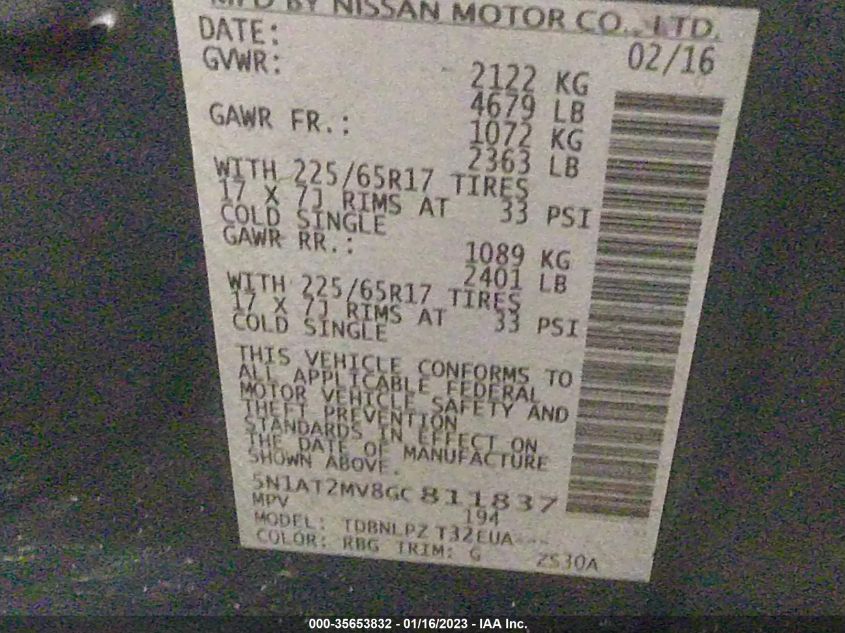 MFD BY NISSAN MOTOR CO., LTD.
DATE: 02/16
GVWR: 2122 KG
4679 LB
GAWR FR.: 1072 KG
2363 LB
WITH 225/65R17 TIRES
17 X 7J RIMS AT 33 PSI
COLD SINGLE
GAWR RR.: 1089 KG
2401 LB
WITH 225/65R17 TIRES
17 X 7J RIMS AT 33 PSI
COLD SINGLE
THIS VEHICLE CONFORMS TO
ALL APPLICABLE FEDERAL
MOTOR VEHICLE SAFETY AND
THEFT PREVENTION
STANDARDS IN EFFECT ON
THE DATE OF MANUFACTURE
SHOWN ABOVE.
5N1AT2MV8GC811837
MPV 194
MODEL: TDBNLPZ T32EUA---
COLOR: RBG TRIM: G 2S30A
000-35653832 - 01/16/2023 - IAA Inc.